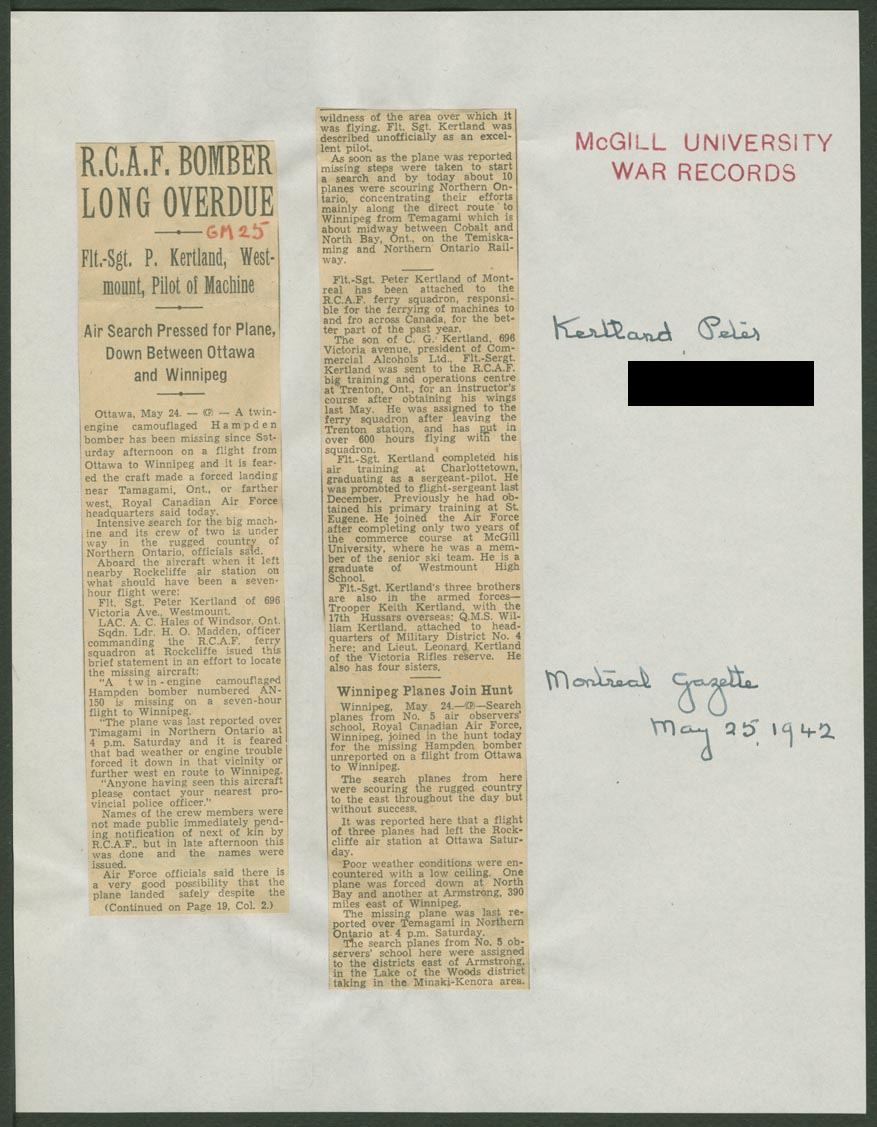 R.C.A.F. BOMBER
LONG OVERDUE
GM 25
Flt.-Sgt. P. Kertland, West-
mount, Pilot of Machine
Air Search Pressed for Plane,
Down Between Ottawa
and Winnipeg
Ottawa, May 24. — (CP) — A twin-
engine camouflaged Hampden
bomber has been missing since Sat-
urday afternoon on a flight from
Ottawa to Winnipeg and it is fear-
ed the craft made a forced landing
near Tamagami, Ont., or farther
west, Royal Canadian Air Force
headquarters said today.
Intensive search for the big mach-
ine and its crew of two is under
way in the rugged country of
Northern Ontario, officials said.
Aboard the aircraft when it left
nearby Rockcliffe air station on
what should have been a seven-
hour flight were:
Flt. Sgt. Peter Kertland of 696
Victoria Ave., Westmount.
LAC. A. C. Hales of Windsor, Ont.
Sqdn. Ldr. H. O. Madden, officer
commanding the R.C.A.F. ferry
squadron at Rockcliffe isued this
brief statement in an effort to locate
the missing aircraft:
"A twin-engine camouflaged
Hampden bomber numbered AN-
150 is missing on a seven-hour
flight to Winnipeg.
"The plane was last reported over
Timagami in Northern Ontario at
4 p.m. Saturday and it is feared
that bad weather or engine trouble
forced it down in that vicinity or
further west en route to Winnipeg.
"Anyone having seen this aircraft
please contact your nearest pro-
vincial police officer."
Names of the crew members were
not made public immediately pend-
ing notification of next of kin by
R.C.A.F., but in late afternoon this
was done and the names were
issued.
Air Force officials said there is
a very good possibility that the
plane landed safely despite the
(Continued on Page 19, Col. 2.)
wildness of the area over which it
was flying. Flt. Sgt. Kertland was
described unofficially as an excel-
lent pilot.
As soon as the plane was reported
missing steps were taken to start
a search and by today about 10
planes were scouring Northern On-
tario, concentrating their efforts
mainly along the direct route to
Winnipeg from Temagami which is
about midway between Cobalt and
North Bay, Ont., on the Temiska-
ming and Northern Ontario Rail-
way.
Flt.-Sgt. Peter Kertland of Mont-
real has been attached to the
R.C.A.F. ferry squadron, responsi-
ble for the ferrying of machines to
and fro across Canada, for the bet-
ter part of the past year.
The son of C. G. Kertland, 696
Victoria avenue, president of Com-
mercial Alcohols Ltd., Flt.-Sergt.
Kertland was sent to the R.C.A.F.
big training and operations centre
at Trenton, Ont., for an instructor's
course after obtaining his wings
last May. He was assigned to the
ferry squadron after leaving the
Trenton station, and has put in
over 600 hours flying with the
squadron.
Flt.-Sgt. Kertland completed his
air training at Charlottetown,
graduating as a sergeant-pilot. He
was promoted to flight-sergeant last
December. Previously he had ob-
tained his primary training at St.
Eugene. He joined the Air Force
after completing only two years of
the commerce course at McGill
University, where he was a mem-
ber of the senior ski team. He is a
graduate of Westmount High
School.
Flt.-Sgt. Kertland's three brothers
are also in the armed forces—
Trooper Keith Kertland, with the
17th Hussars overseas; Q.M.S. Wil-
liam Kertland, attached to head-
quarters of Military District No. 4
here; and Lieut. Leonard Kertland
of the Victoria Rifles reserve. He
also has four sisters.
Winnipeg Planes Join Hunt
Winnipeg, May 24.—(CP)—Search
planes from No. 5 air observers'
school, Royal Canadian Air Force,
Winnipeg, joined in the hunt today
for the missing Hampden bomber
unreported on a flight from Ottawa
to Winnipeg.
The search planes from here
were scouring the rugged country
to the east throughout the day but
without success.
It was reported here that a flight
of three planes had left the Rock-
cliffe air station at Ottawa Satur-
day.
Poor weather conditions were en-
countered with a low ceiling. One
plane was forced down at North
Bay and another at Armstrong, 390
miles east of Winnipeg.
The missing plane was last re-
ported over Temagami in Northern
Ontario at 4 p.m. Saturday.
The search planes from No. 5 ob-
servers' school here were assigned
to the districts east of Armstrong,
in the Lake of the Woods district
taking in the Minaki-Kenora area.
McGILL UNIVERSITY
WAR RECORDS
Kertland Peter
Montreal Gazette
May 25, 1942